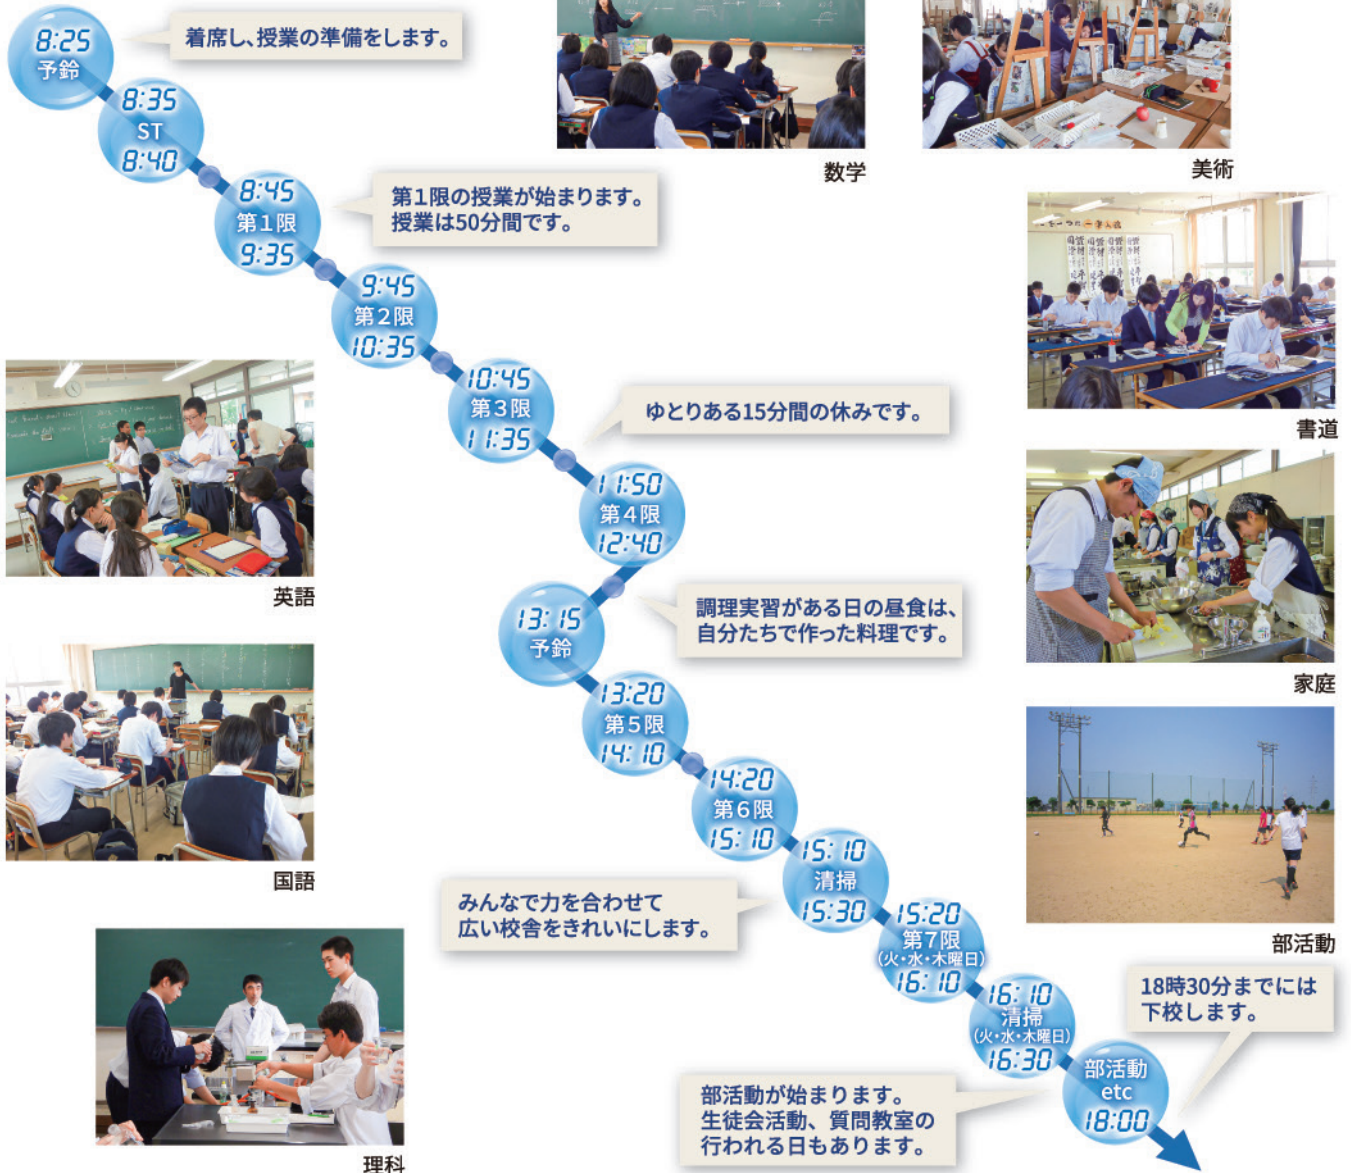 8:25
予鈴
着席し、授業の準備をします。
8:35
ST
8:40
8:45
第1限
9:35
第1限の授業が始まります。
授業は50分間です。
9:45
第2限
10:35
10:45
第3限
11:35
ゆとりある15分間の休みです。
11:50
第4限
12:40
調理実習がある日の昼食は、
自分たちで作った料理です。
13:15
予鈴
13:20
第5限
14:10
14:20
第6限
15:10
15:10
清掃
15:30
みんなで力を合わせて
広い校舎をきれいにします。
15:20
第7限
(火・水・木曜日)
16:10
16:10
清掃
(火・水・木曜日)
16:30
部活動が始まります。
生徒会活動、質問教室の
行われる日もあります。
部活動
etc
18:00
18時30分までには
下校します。
数学
美術
書道
家庭
部活動
英語
国語
理科